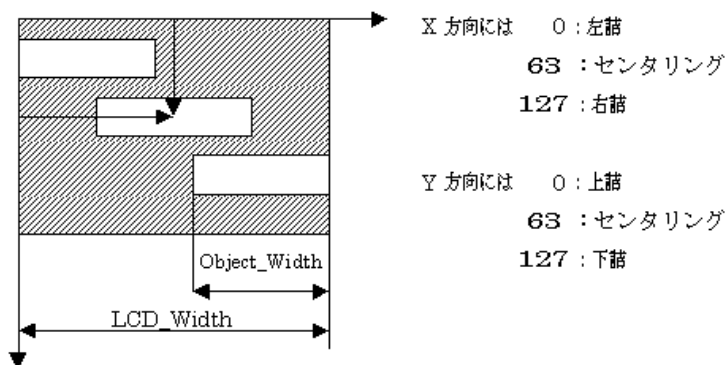 X 方向には 0 : 左詰
63 : センタリング
127 : 右詰
Y 方向には 0 : 上詰
63 : センタリング
127 : 下詰
Object_Width
LCD_Width